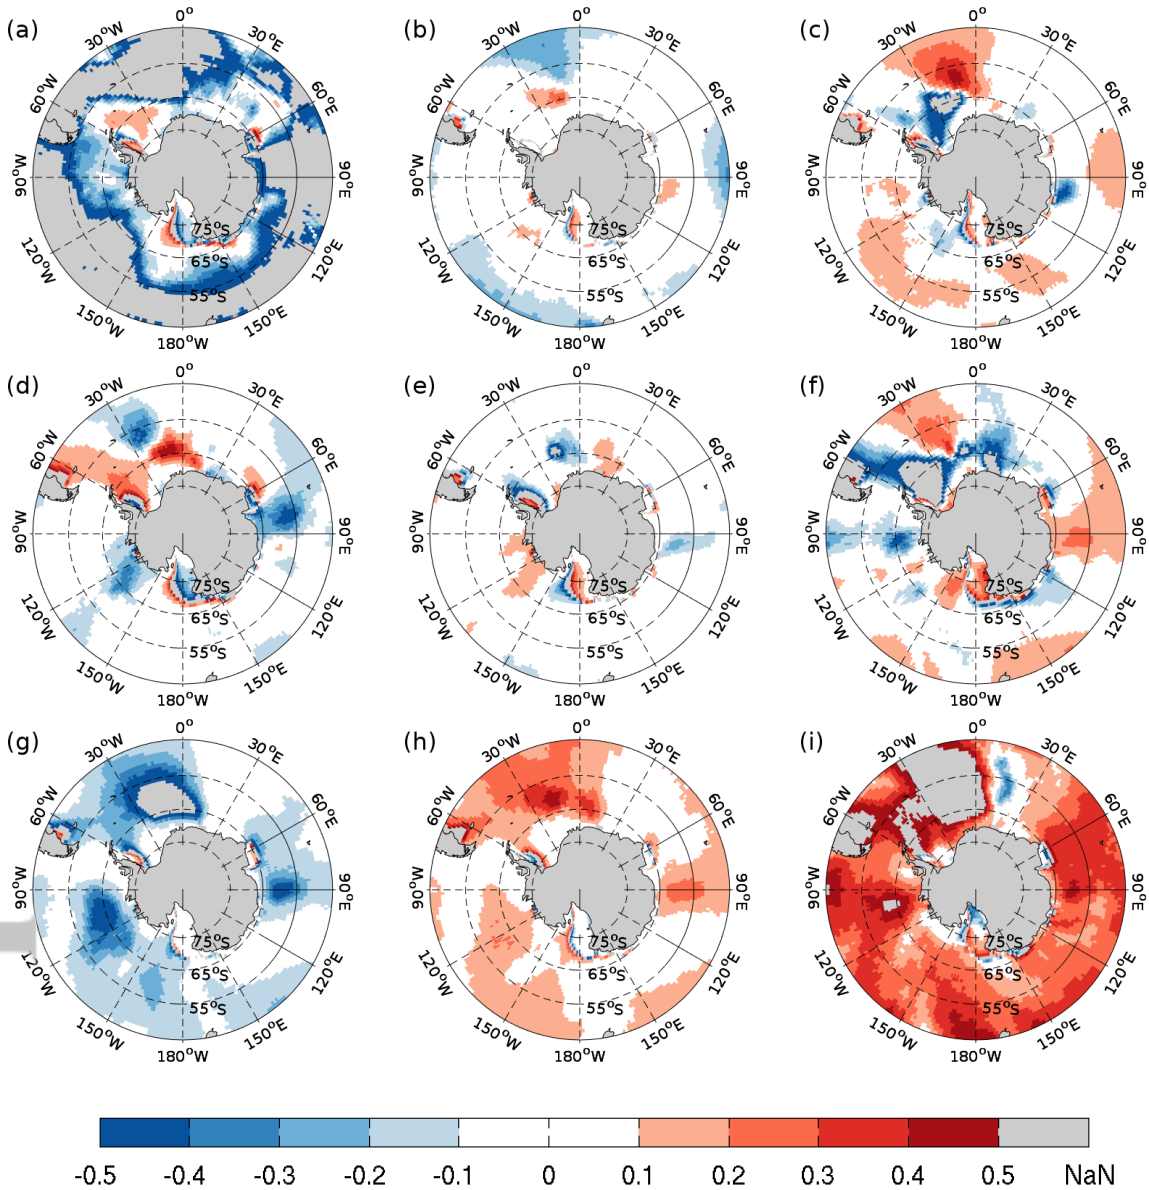 (a) (b) (c)
0° 0° 0°
30°W 30°E 30°W 30°E 30°W 30°E
60°W 60°E 60°W 60°E 60°W 60°E
90°W 90°E 90°W 90°E 90°W 90°E
75°S 75°S 75°S
65°S 65°S 65°S
120°W 120°E 120°W 120°E 120°W 120°E
55°S 55°S 55°S
150°W 150°E 150°W 150°E 150°W 150°E
180°W 180°W 180°W
(d) (e) (f)
0° 0° 0°
30°W 30°E 30°W 30°E 30°W 30°E
60°W 60°E 60°W 60°E 60°W 60°E
90°W 90°E 90°W 90°E 90°W 90°E
75°S 75°S 75°S
65°S 65°S 65°S
120°W 120°E 120°W 120°E 120°W 120°E
55°S 55°S 55°S
150°W 150°E 150°W 150°E 150°W 150°E
180°W 180°W 180°W
(g) (h) (i)
0° 0° 0°
30°W 30°E 30°W 30°E 30°W 30°E
60°W 60°E 60°W 60°E 60°W 60°E
90°W 90°E 90°W 90°E 90°W 90°E
75°S 75°S 75°S
65°S 65°S 65°S
120°W 120°E 120°W 120°E 120°W 120°E
55°S 55°S 55°S
150°W 150°E 150°W 150°E 150°W 150°E
180°W 180°W 180°W
-0.5 -0.4 -0.3 -0.2 -0.1 0 0.1 0.2 0.3 0.4 0.5 NaN